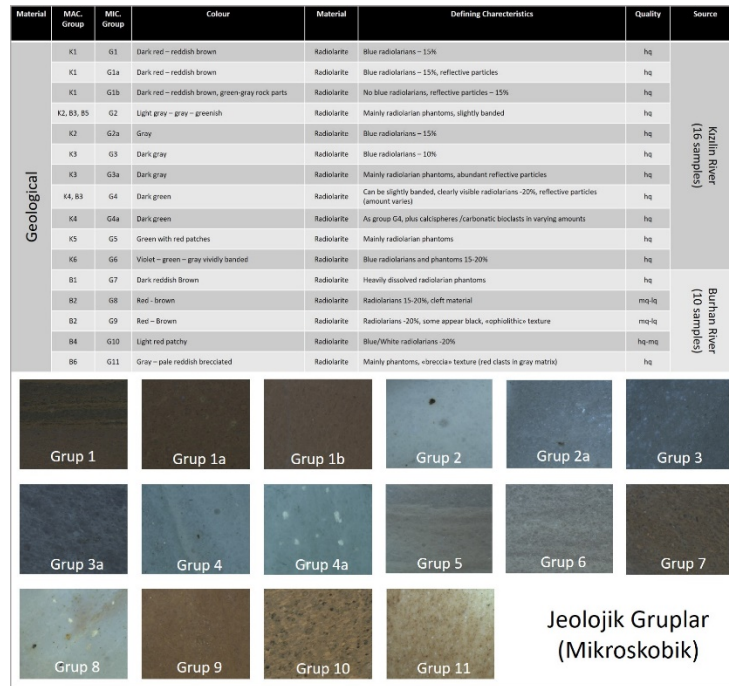 Material MAC. Group MIC. Group Colour Material Defining Charecteristics Quality Source
Geological
K1 G1 Dark red – reddish brown Radiolarite Blue radiolarians – 15% hq
K1 G1a Dark red – reddish brown Radiolarite Blue radiolarians – 15%, reflective particles hq
K1 G1b Dark red – reddish brown, green-gray rock parts Radiolarite No blue radiolarians, reflective particles – 15% hq
K2, B3, B5 G2 Light gray – gray – greenish Radiolarite Mainly radiolarian phantoms, slightly banded hq
K2 G2a Gray Radiolarite Blue radiolarians – 15% hq
K3 G3 Dark gray Radiolarite Blue radiolarians – 10% hq
K3 G3a Dark gray Radiolarite Mainly radiolarian phantoms, abundant reflective particles hq
K4, B3 G4 Dark green Radiolarite Can be slightly banded, clearly visible radiolarians -20%, reflective particles (amount varies) hq
K4 G4a Dark green Radiolarite As group G4, plus calcispheres /carbonatic bioclasts in varying amounts hq
K5 G5 Green with red patches Radiolarite Mainly radiolarian phantoms hq
K6 G6 Violet – green – gray vividly banded Radiolarite Blue radiolarians and phantoms 15-20% hq
Kızılin River
(16 samples)
B1 G7 Dark reddish Brown Radiolarite Heavily dissolved radiolarian phantoms hq
B2 G8 Red - brown Radiolarite Radiolarians 15-20%, cleft material mq-lq
B2 G9 Red – Brown Radiolarite Radiolarians -20%, some appear black, «ophiolithic» texture mq-lq
B4 G10 Light red patchy Radiolarite Blue/White radiolarians -20% hq-mq
B6 G11 Gray – pale reddish brecciated Radiolarite Mainly phantoms, «breccia» texture (red clasts in gray matrix) hq
Burhan River
(10 samples)
Grup 1 Grup 1a Grup 1b Grup 2 Grup 2a Grup 3
Grup 3a Grup 4 Grup 4a Grup 5 Grup 6 Grup 7
Grup 8 Grup 9 Grup 10 Grup 11
Jeolojik Gruplar
(Mikroskobik)